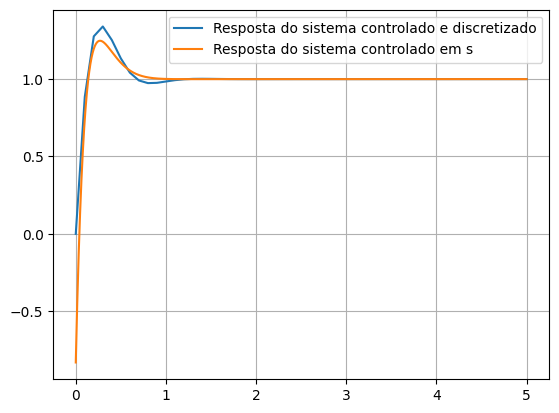 Resposta do sistema controlado e discretizado
Resposta do sistema controlado em s
1.0
0.5
0.0
−0.5
0 1 2 3 4 5